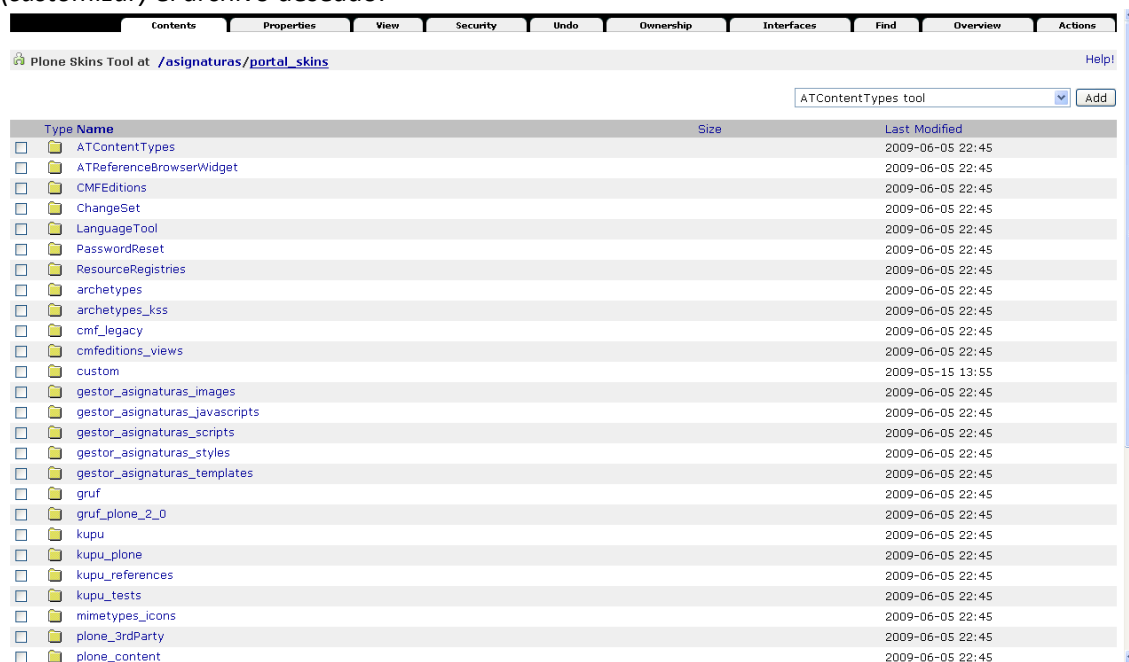 (customizar) el archivo deseado.
Contents Properties View Security Undo Ownership Interfaces Find Overview Actions
Plone Skins Tool at /asignaturas/portal_skins Help!
ATContentTypes tool Add
Type Name Size Last Modified
ATContentTypes 2009-06-05 22:45
ATReferenceBrowserWidget 2009-06-05 22:45
CMFEditions 2009-06-05 22:45
ChangeSet 2009-06-05 22:45
LanguageTool 2009-06-05 22:45
PasswordReset 2009-06-05 22:45
ResourceRegistries 2009-06-05 22:45
archetypes 2009-06-05 22:45
archetypes_kss 2009-06-05 22:45
cmf_legacy 2009-06-05 22:45
cmfeditions_views 2009-06-05 22:45
custom 2009-05-15 13:55
gestor_asignaturas_images 2009-06-05 22:45
gestor_asignaturas_javascripts 2009-06-05 22:45
gestor_asignaturas_scripts 2009-06-05 22:45
gestor_asignaturas_styles 2009-06-05 22:45
gestor_asignaturas_templates 2009-06-05 22:45
gruf 2009-06-05 22:45
gruf_plone_2_0 2009-06-05 22:45
kupu 2009-06-05 22:45
kupu_plone 2009-06-05 22:45
kupu_references 2009-06-05 22:45
kupu_tests 2009-06-05 22:45
mimetypes_icons 2009-06-05 22:45
plone_3rdParty 2009-06-05 22:45
plone_content 2009-06-05 22:45